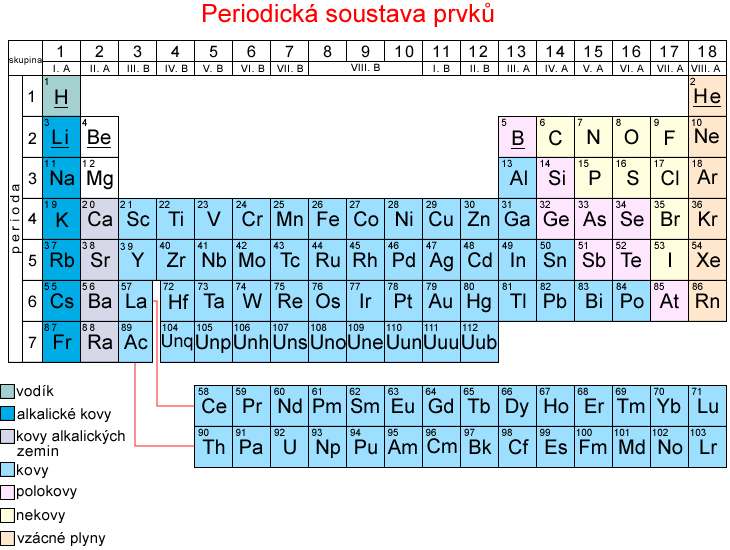 Periodická soustava prvků
skupina 1 2 3 4 5 6 7 8 9 10 11 12 13 14 15 16 17 18
I. A II. A III. B IV. B V. B VI. B VII. B VIII. B I. B II. B III. A IV. A V. A VI. A VII. A VIII. A
perioda
1 2
1 H He
3 4 5 6 7 8 9 10
2 Li Be B C N O F Ne
11 12 13 14 15 16 17 18
3 Na Mg Al Si P S Cl Ar
19 20 21 22 23 24 25 26 27 28 29 30 31 32 33 34 35 36
4 K Ca Sc Ti V Cr Mn Fe Co Ni Cu Zn Ga Ge As Se Br Kr
37 38 39 40 41 42 43 44 45 46 47 48 49 50 51 52 53 54
5 Rb Sr Y Zr Nb Mo Tc Ru Rh Pd Ag Cd In Sn Sb Te I Xe
55 56 57 72 73 74 75 76 77 78 79 80 81 82 83 84 85 86
6 Cs Ba La Hf Ta W Re Os Ir Pt Au Hg Tl Pb Bi Po At Rn
87 88 89 104 105 106 107 108 109 110 111 112
7 Fr Ra Ac Unq Unp Unh Uns Uno Une Uun Uuu Uub
58 59 60 61 62 63 64 65 66 67 68 69 70 71
Ce Pr Nd Pm Sm Eu Gd Tb Dy Ho Er Tm Yb Lu
90 91 92 93 94 95 96 97 98 99 100 101 102 103
Th Pa U Np Pu Am Cm Bk Cf Es Fm Md No Lr
vodík
alkalické kovy
kovy alkalických
zemin
kovy
polokovy
nekovy
vzácné plyny